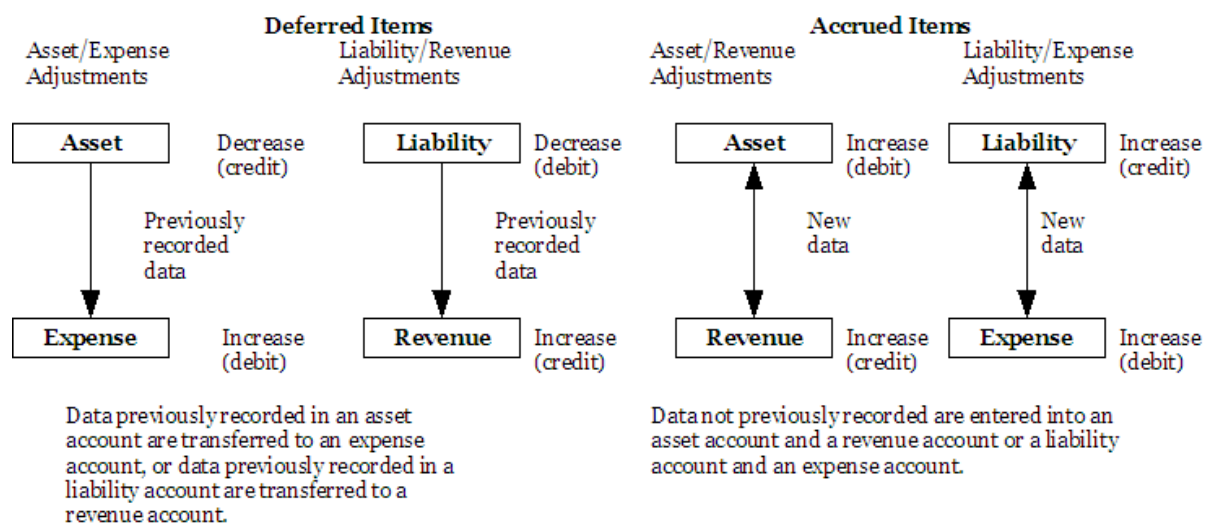 Deferred Items
Accrued Items
Asset/Expense
Adjustments
Liability/Revenue
Adjustments
Asset/Revenue
Adjustments
Liability/Expense
Adjustments
Asset
Decrease
(credit)
Liability
Decrease
(debit)
Asset
Increase
(debit)
Liability
Increase
(credit)
Previously
recorded
data
Previously
recorded
data
New
data
New
data
Expense
Increase
(debit)
Revenue
Increase
(credit)
Revenue
Increase
(credit)
Expense
Increase
(debit)
Data previously recorded in an asset
account are transferred to an expense
account, or data previously recorded in a
liability account are transferred to a
revenue account.
Data not previously recorded are entered into an
asset account and a revenue account or a liability
account and an expense account.